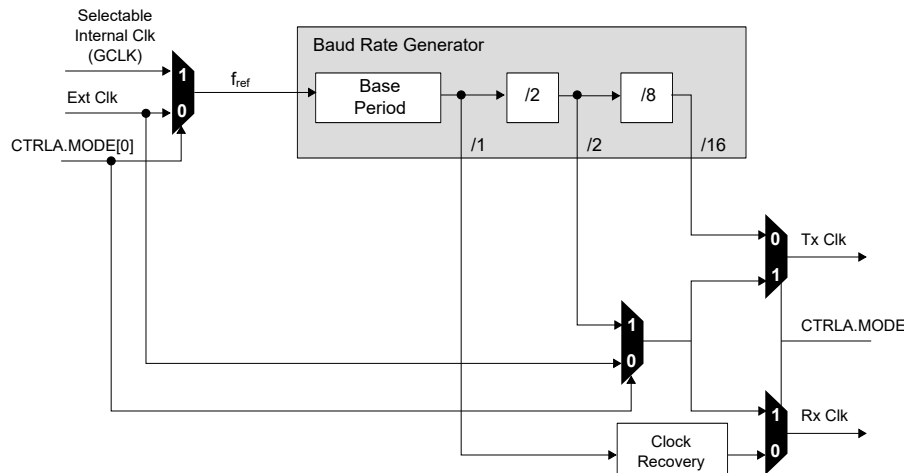 Selectable
Internal Clk
(GCLK)
Baud Rate Generator
1
f_ref
Base
Period
/2
/8
Ext Clk
0
CTRLA.MODE[0]
/1
/2
/16
0
Tx Clk
1
1
CTRLA.MODE
0
1
Rx Clk
Clock
Recovery
0